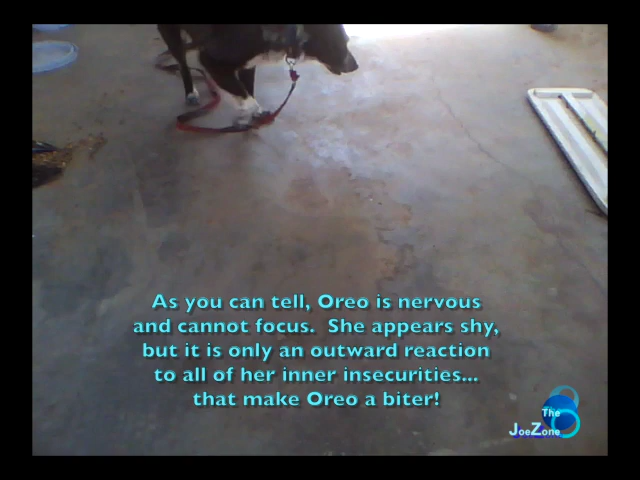 As you can tell, Oreo is nervous
and cannot focus.  She appears shy,
but it is only an outward reaction
to all of her inner insecurities...
that make Oreo a biter!
The
JoeZone